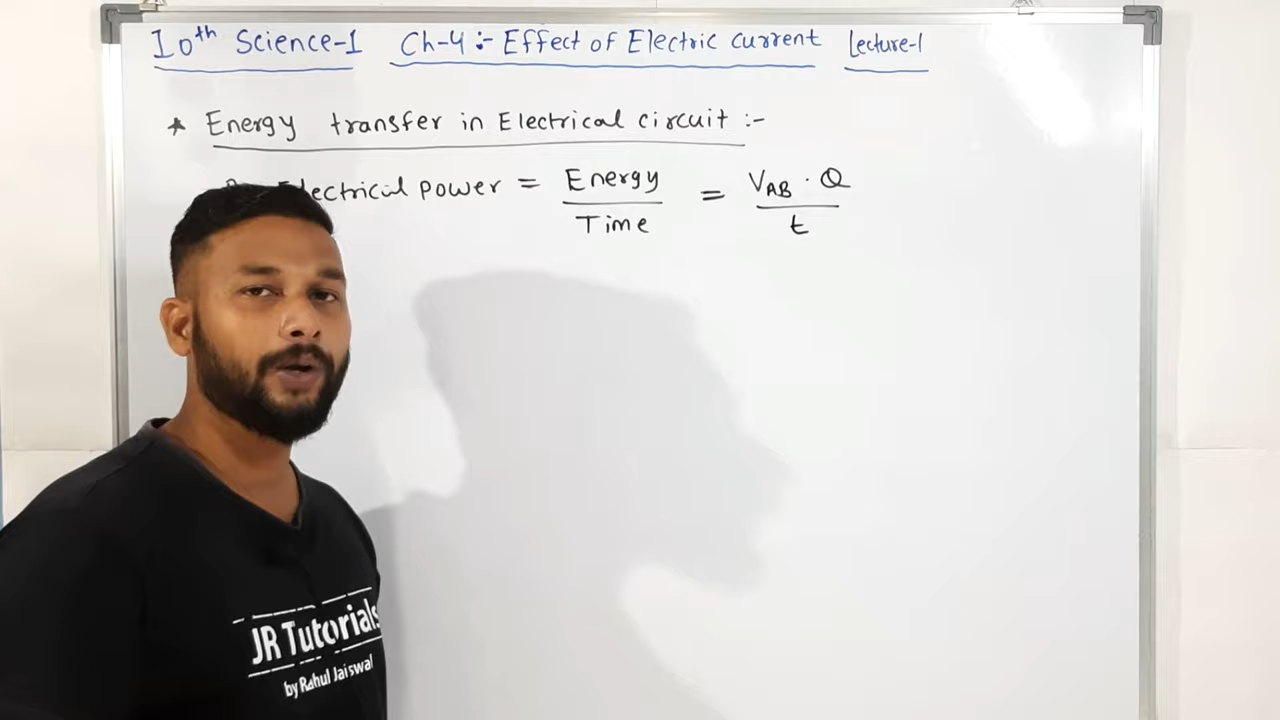 10th Science-1 Ch-4:- Effect of Electric current Lecture-1
* Energy transfer in Electrical circuit :-
Electrical power = Energy / Time = V_AB · Q / t
JR Tutorials
by Rahul Jaiswal